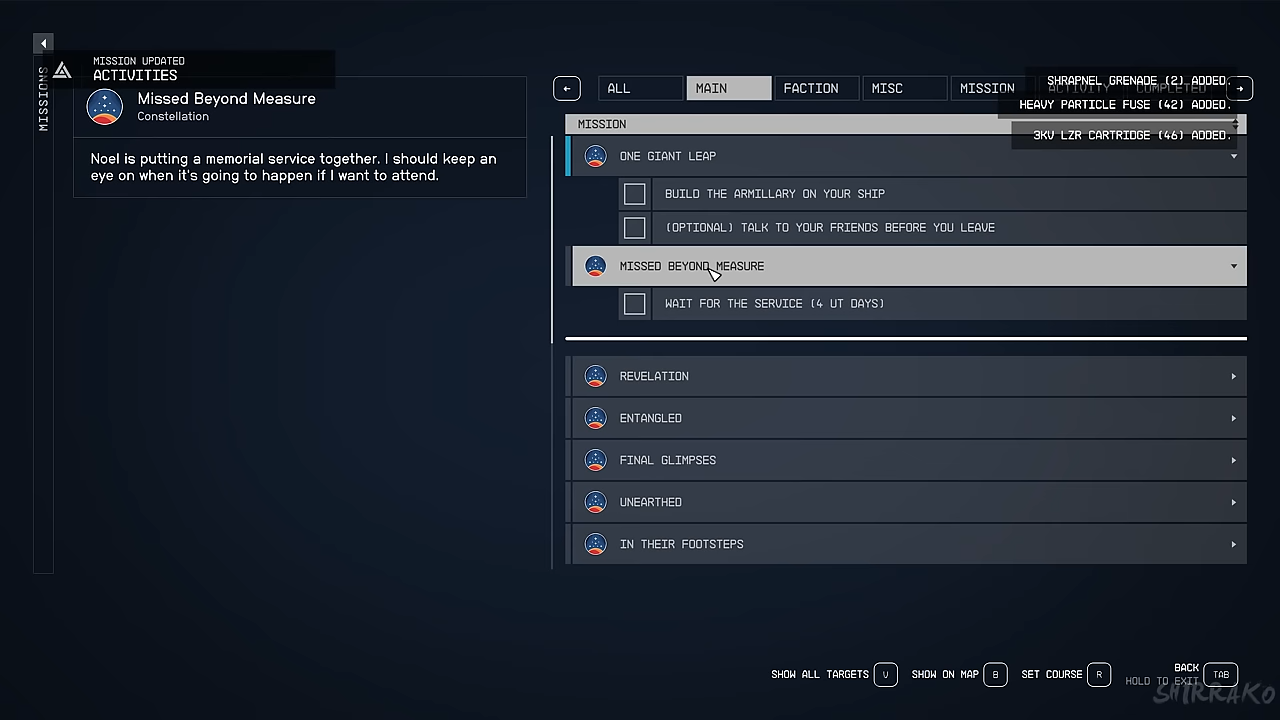 MISSIONS
MISSION UPDATED
ACTIVITIES
Missed Beyond Measure
Constellation
Noel is putting a memorial service together. I should keep an
eye on when it's going to happen if I want to attend.
ALL
MAIN
FACTION
MISC
MISSION
ACTIVITY
COMPLETED
SHRAPNEL GRENADE (2) ADDED.
HEAVY PARTICLE FUSE (42) ADDED.
3KV LZR CARTRIDGE (46) ADDED.
MISSION
ONE GIANT LEAP
BUILD THE ARMILLARY ON YOUR SHIP
(OPTIONAL) TALK TO YOUR FRIENDS BEFORE YOU LEAVE
MISSED BEYOND MEASURE
WAIT FOR THE SERVICE (4 UT DAYS)
REVELATION
ENTANGLED
FINAL GLIMPSES
UNEARTHED
IN THEIR FOOTSTEPS
SHOW ALL TARGETS V
SHOW ON MAP B
SET COURSE R
BACK
HOLD TO EXIT
TAB
SHIRRAKO